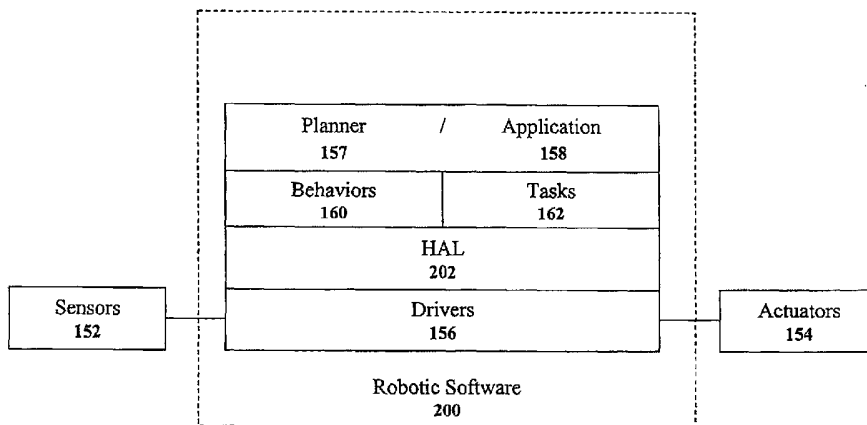 Planner / Application
157 158
Behaviors Tasks
160 162
HAL
202
Sensors Drivers Actuators
152 156 154
Robotic Software
200